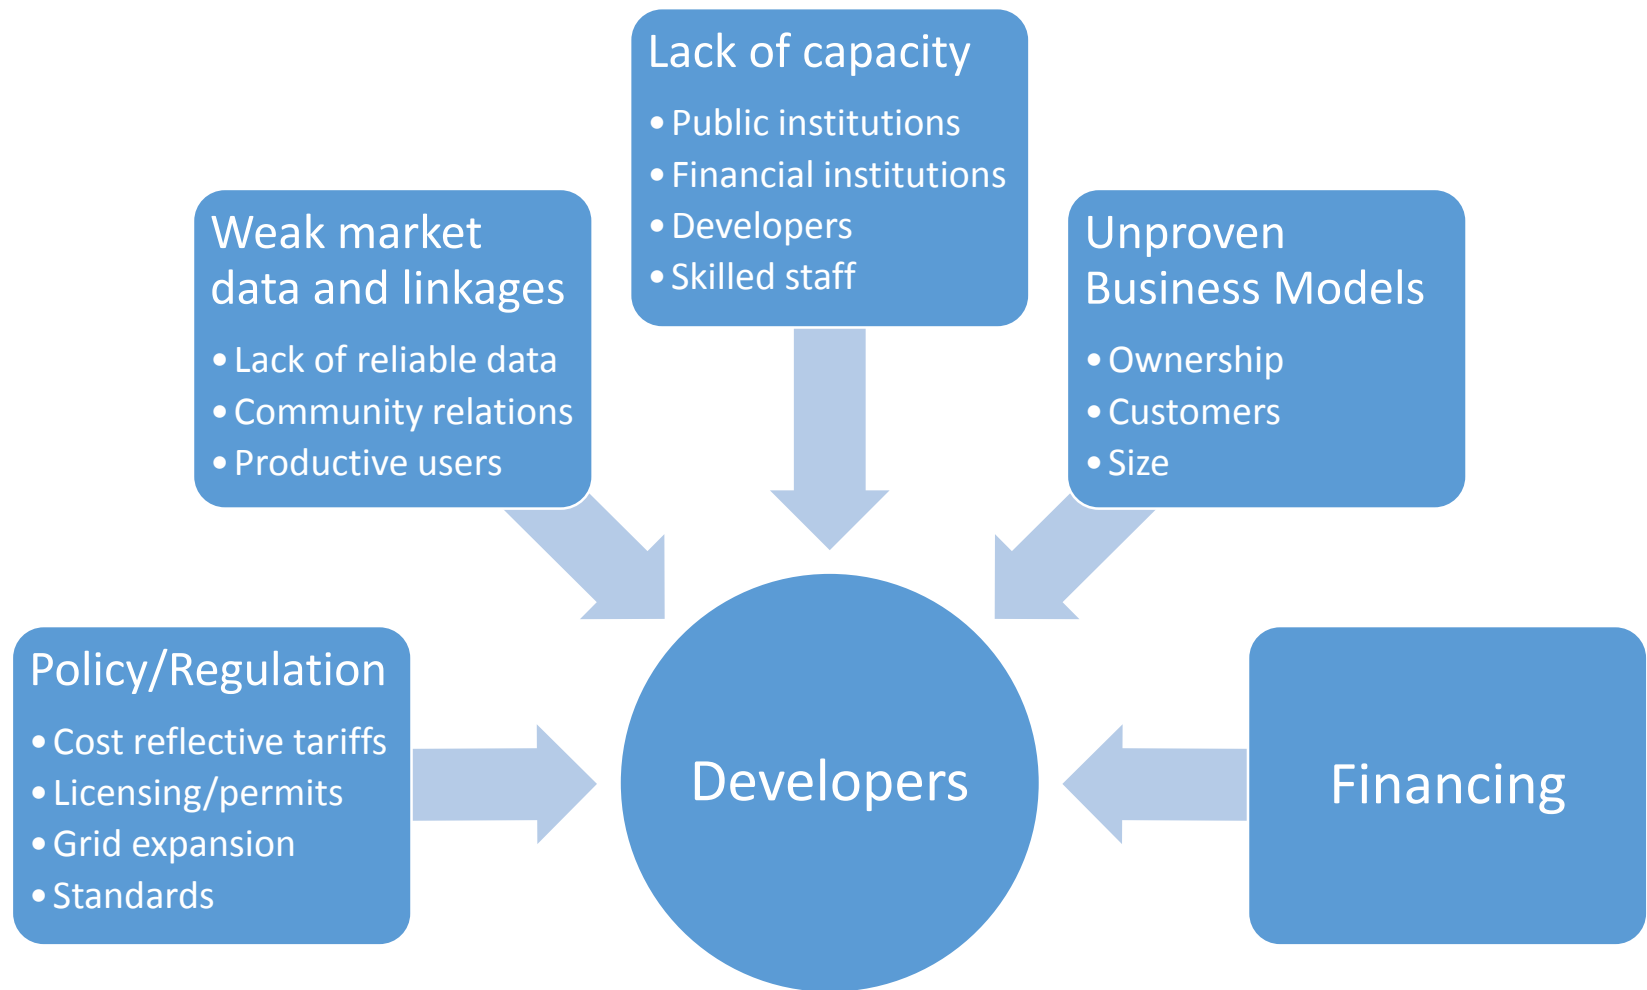 Lack of capacity
• Public institutions
• Financial institutions
• Developers
• Skilled staff
Weak market
data and linkages
• Lack of reliable data
• Community relations
• Productive users
Unproven
Business Models
• Ownership
• Customers
• Size
Policy/Regulation
• Cost reflective tariffs
• Licensing/permits
• Grid expansion
• Standards
Developers
Financing